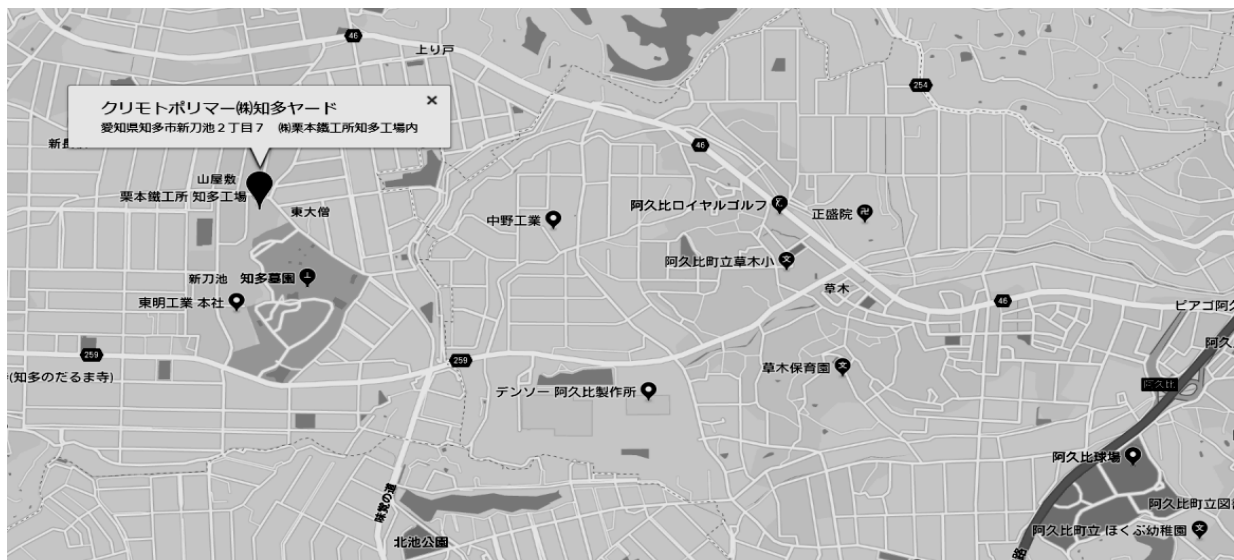 46
上り戸
254
クリモトポリマー㈱知多ヤード
愛知県知多市新刀池２丁目７　㈱栗本鐵工所知多工場内
46
山屋敷
栗本鐵工所 知多工場
東大僧
中野工業
阿久比ロイヤルゴルフ
正盛院
阿久比町立草木小
新刀池
知多墓園
草木
東明工業 本社
46
ピアゴ阿
259
259
(知多のだるま寺)
草木保育園
デンソー 阿久比製作所
阿久比
阿久比球場
味覚の道
北池公園
阿久比町立図
阿久比町立 ほくぶ幼稚園
路